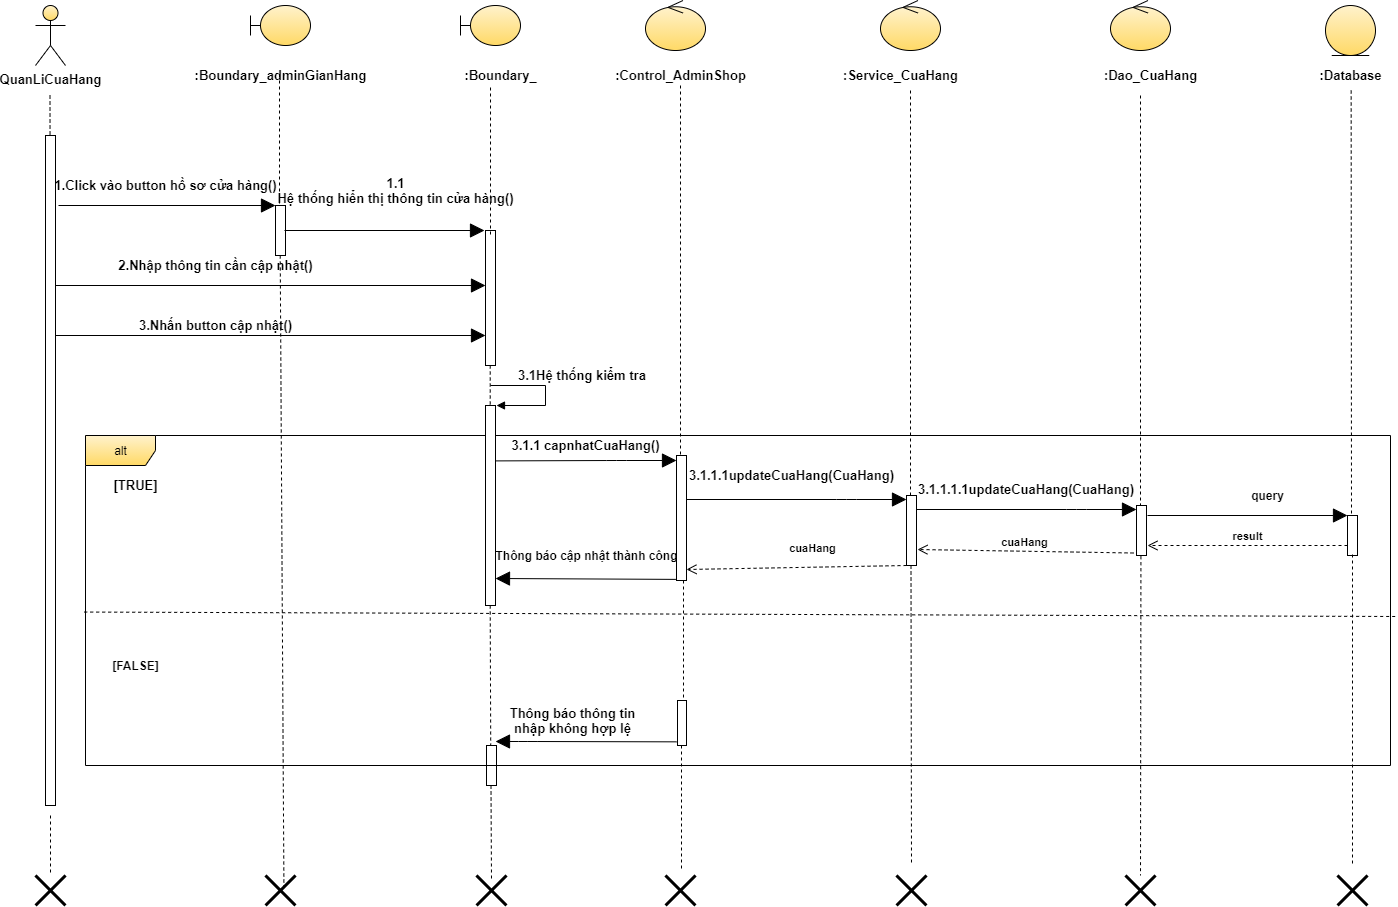 QuanLiCuaHang
:Boundary_adminGianHang
:Boundary_
:Control_AdminShop
:Service_CuaHang
:Dao_CuaHang
:Database
1.Click vào button hồ sơ cửa hàng()
1.1
Hệ thống hiển thị thông tin cửa hàng()
2.Nhập thông tin cần cập nhật()
3.Nhấn button cập nhật()
3.1Hệ thống kiểm tra
alt
[TRUE]
3.1.1 capnhatCuaHang()
3.1.1.1updateCuaHang(CuaHang)
3.1.1.1.1updateCuaHang(CuaHang)
query
result
cuaHang
cuaHang
Thông báo cập nhật thành công
[FALSE]
Thông báo thông tin
nhập không hợp lệ